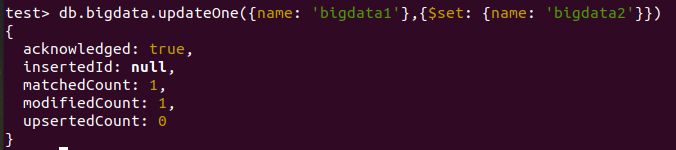 test> db.bigdata.updateOne({name: 'bigdata1'},{$set: {name: 'bigdata2'}})
{
  acknowledged: true,
  insertedId: null,
  matchedCount: 1,
  modifiedCount: 1,
  upsertedCount: 0
}